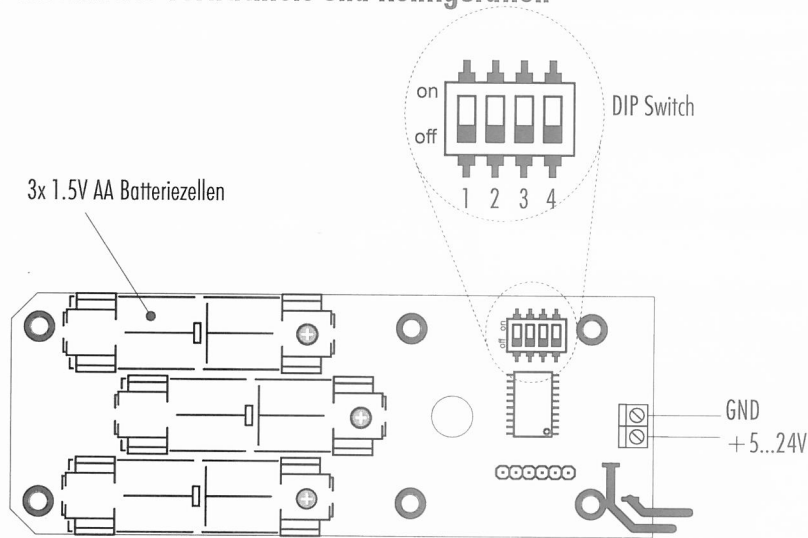 on
off
DIP Switch
1 2 3 4
3x 1.5V AA Batteriezellen
on
off
GND
+5...24V